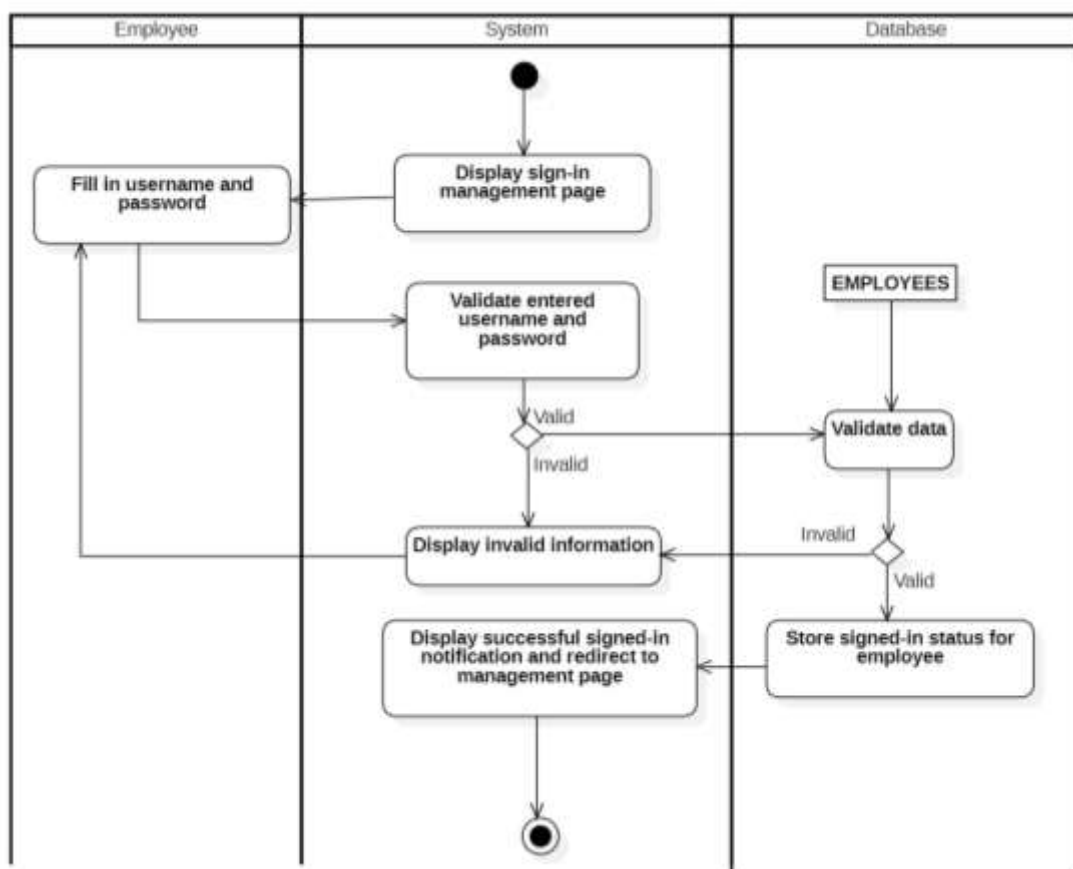 Employee
System
Database
Display sign-in
management page
Fill in username and
password
Validate entered
username and
password
EMPLOYEES
Valid
Validate data
Invalid
Invalid
Display invalid information
Valid
Display successful signed-in
notification and redirect to
management page
Store signed-in status for
employee